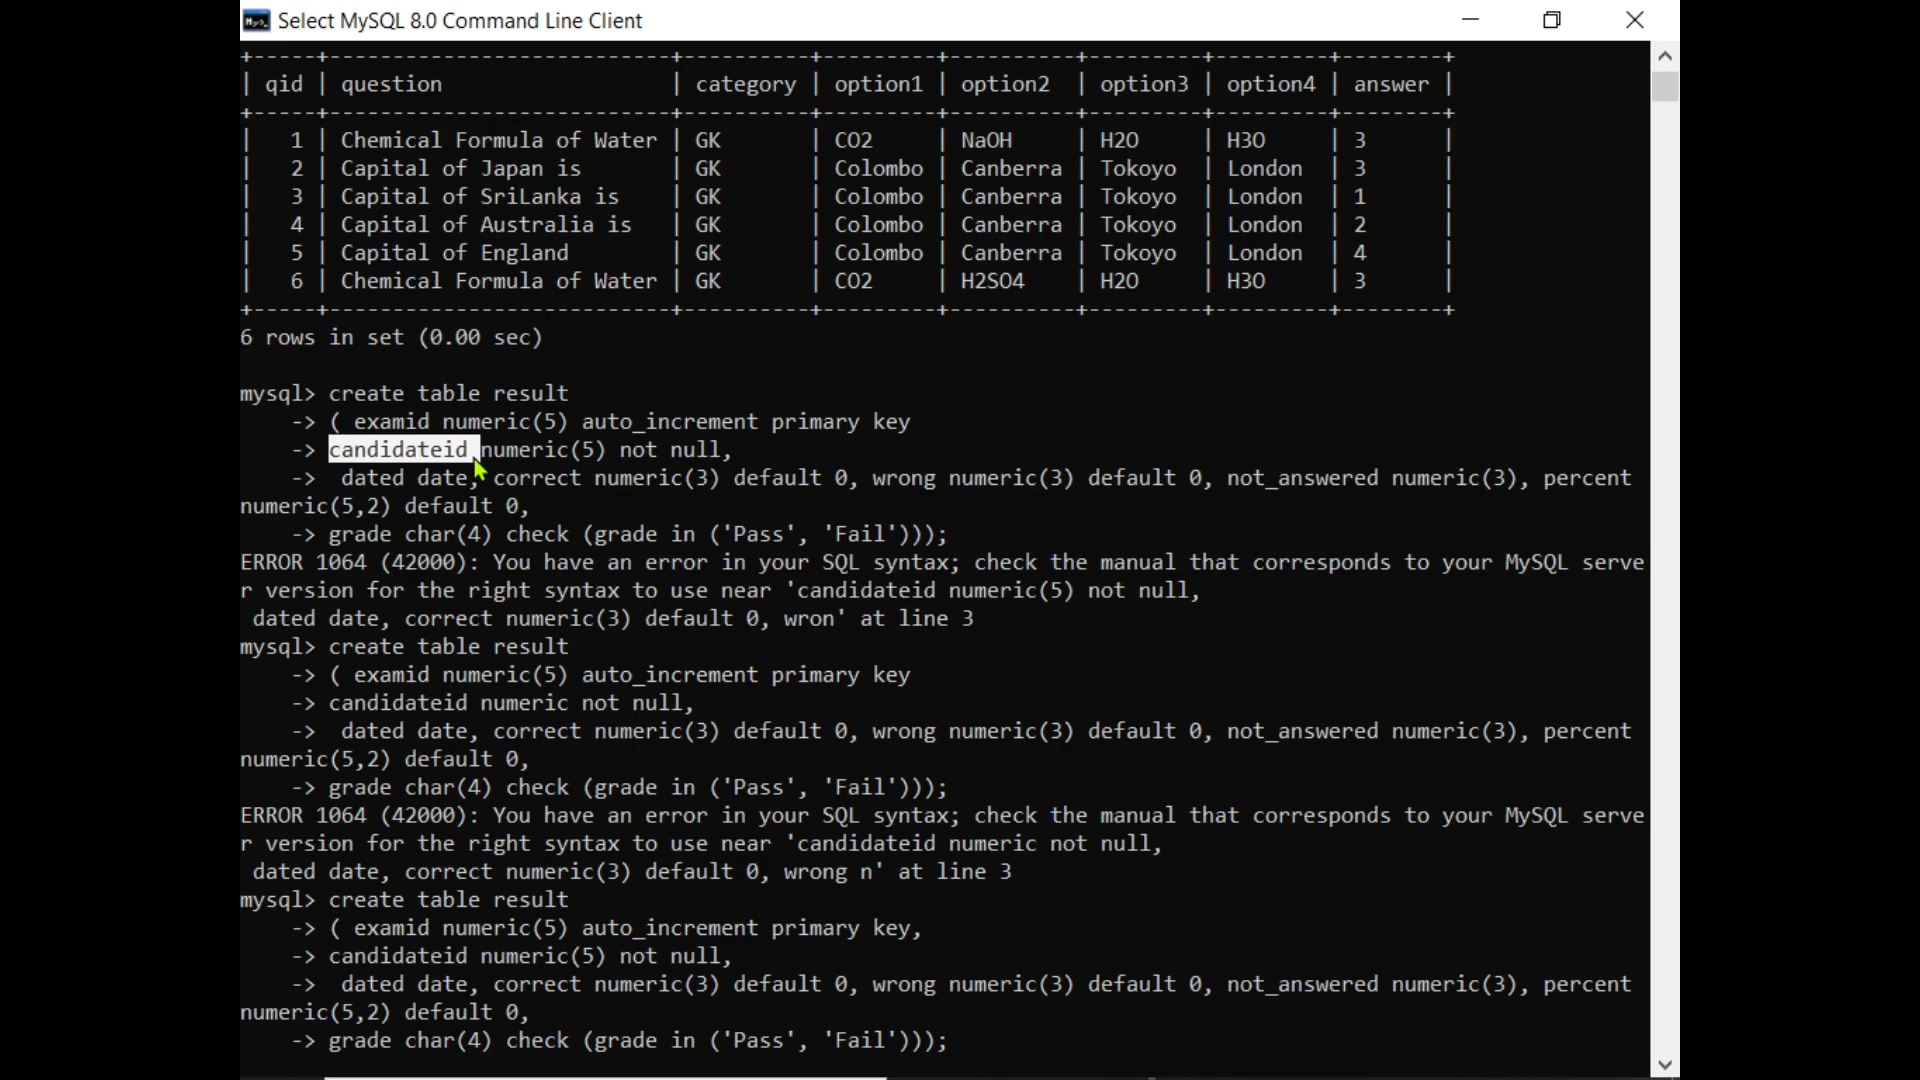 Select MySQL 8.0 Command Line Client
+-----+---------------------------+----------+---------+----------+---------+---------+--------+
| qid | question                  | category | option1 | option2  | option3 | option4 | answer |
+-----+---------------------------+----------+---------+----------+---------+---------+--------+
|   1 | Chemical Formula of Water | GK       | CO2     | NaOH     | H2O     | H3O     | 3      |
|   2 | Capital of Japan is       | GK       | Colombo | Canberra | Tokoyo  | London  | 3      |
|   3 | Capital of SriLanka is    | GK       | Colombo | Canberra | Tokoyo  | London  | 1      |
|   4 | Capital of Australia is   | GK       | Colombo | Canberra | Tokoyo  | London  | 2      |
|   5 | Capital of England        | GK       | Colombo | Canberra | Tokoyo  | London  | 4      |
|   6 | Chemical Formula of Water | GK       | CO2     | H2SO4    | H2O     | H3O     | 3      |
+-----+---------------------------+----------+---------+----------+---------+---------+--------+
6 rows in set (0.00 sec)
mysql> create table result
    -> ( examid numeric(5) auto_increment primary key
    -> candidateid numeric(5) not null,
    ->  dated date, correct numeric(3) default 0, wrong numeric(3) default 0, not_answered numeric(3), percent
numeric(5,2) default 0,
    -> grade char(4) check (grade in ('Pass', 'Fail')));
ERROR 1064 (42000): You have an error in your SQL syntax; check the manual that corresponds to your MySQL serve
r version for the right syntax to use near 'candidateid numeric(5) not null,
 dated date, correct numeric(3) default 0, wron' at line 3
mysql> create table result
    -> ( examid numeric(5) auto_increment primary key
    -> candidateid numeric not null,
    ->  dated date, correct numeric(3) default 0, wrong numeric(3) default 0, not_answered numeric(3), percent
numeric(5,2) default 0,
    -> grade char(4) check (grade in ('Pass', 'Fail')));
ERROR 1064 (42000): You have an error in your SQL syntax; check the manual that corresponds to your MySQL serve
r version for the right syntax to use near 'candidateid numeric not null,
 dated date, correct numeric(3) default 0, wrong n' at line 3
mysql> create table result
    -> ( examid numeric(5) auto_increment primary key,
    -> candidateid numeric(5) not null,
    ->  dated date, correct numeric(3) default 0, wrong numeric(3) default 0, not_answered numeric(3), percent
numeric(5,2) default 0,
    -> grade char(4) check (grade in ('Pass', 'Fail')));